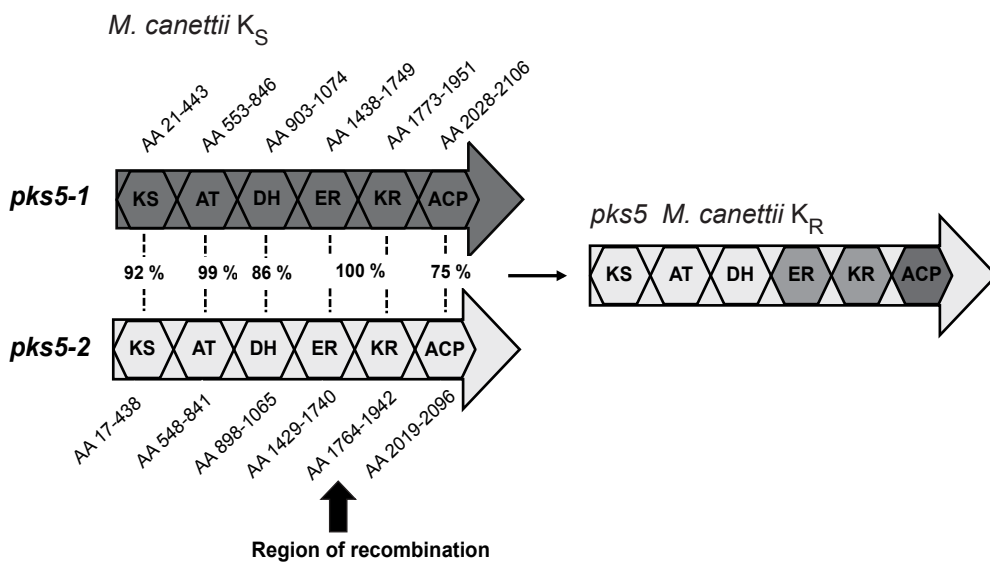 M. canettii K_S
AA 21-443
AA 553-846
AA 903-1074
AA 1438-1749
AA 1773-1951
AA 2028-2106
pks5-1
KS AT DH ER KR ACP
92 % 99 % 86 % 100 % 75 %
pks5-2
KS AT DH ER KR ACP
AA 17-438
AA 548-841
AA 898-1065
AA 1429-1740
AA 1764-1942
AA 2019-2096
Region of recombination
pks5 M. canettii K_R
KS AT DH ER KR ACP